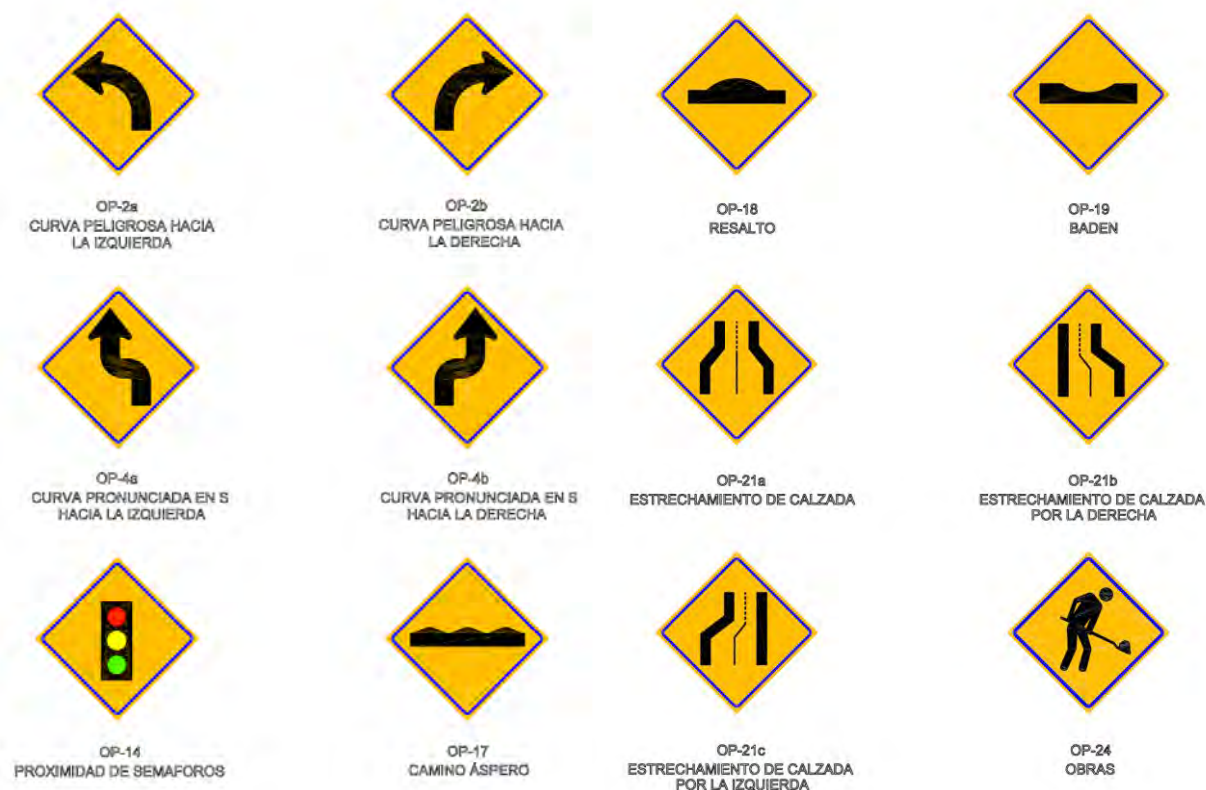 OP-2a
CURVA PELIGROSA HACIA
LA IZQUIERDA
OP-2b
CURVA PELIGROSA HACIA
LA DERECHA
OP-18
RESALTO
OP-19
BADEN
OP-4a
CURVA PRONUNCIADA EN S
HACIA LA IZQUIERDA
OP-4b
CURVA PRONUNCIADA EN S
HACIA LA DERECHA
OP-21a
ESTRECHAMIENTO DE CALZADA
OP-21b
ESTRECHAMIENTO DE CALZADA
POR LA DERECHA
OP-14
PROXIMIDAD DE SEMAFOROS
OP-17
CAMINO ÁSPERO
OP-21c
ESTRECHAMIENTO DE CALZADA
POR LA IZQUIERDA
OP-24
OBRAS